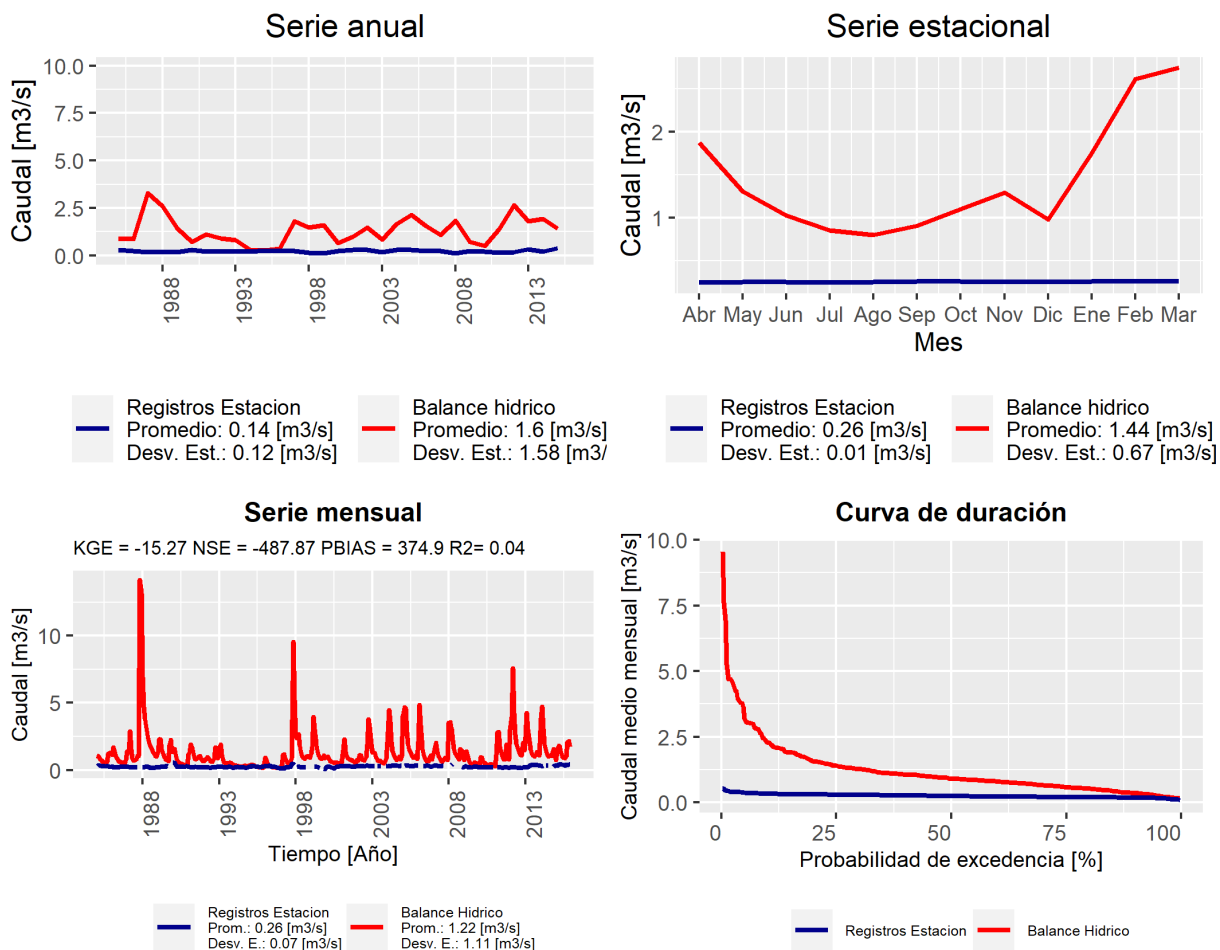 Serie anual
Caudal [m3/s]
10.0
7.5
5.0
2.5
0.0
1988 1993 1998 2003 2008 2013
Registros Estacion
Promedio: 0.14 [m3/s]
Desv. Est.: 0.12 [m3/s]
Balance hidrico
Promedio: 1.6 [m3/s]
Desv. Est.: 1.58 [m3/
Serie estacional
Caudal [m3/s]
2
1
Abr May Jun Jul Ago Sep Oct Nov Dic Ene Feb Mar
Mes
Registros Estacion
Promedio: 0.26 [m3/s]
Desv. Est.: 0.01 [m3/s]
Balance hidrico
Promedio: 1.44 [m3/s]
Desv. Est.: 0.67 [m3/s]
Serie mensual
KGE = -15.27 NSE = -487.87 PBIAS = 374.9 R2= 0.04
Caudal [m3/s]
10
5
0
1988 1993 1998 2003 2008 2013
Tiempo [Año]
Registros Estacion
Prom.: 0.26 [m3/s]
Desv. E.: 0.07 [m3/s]
Balance Hidrico
Prom.: 1.22 [m3/s]
Desv. E.: 1.11 [m3/s]
Curva de duración
Caudal medio mensual [m3/s]
10.0
7.5
5.0
2.5
0.0
0 25 50 75 100
Probabilidad de excedencia [%]
Registros Estacion
Balance Hidrico